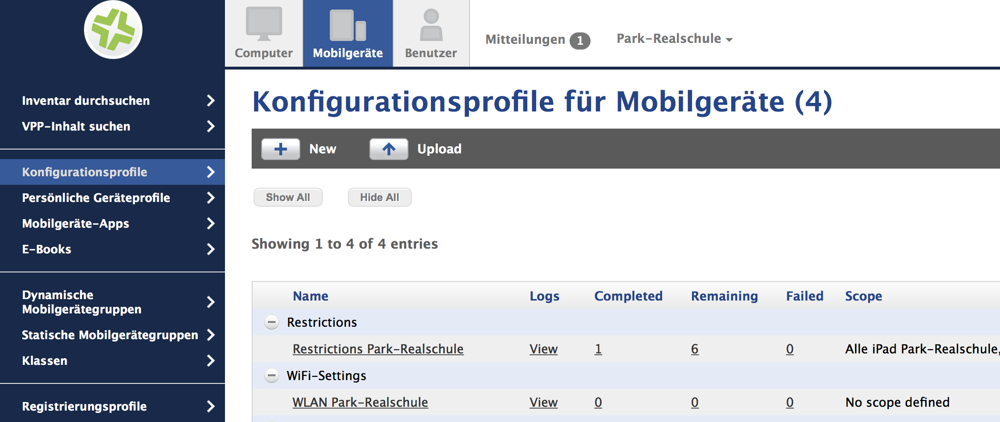 Computer
Mobilgeräte
Benutzer
Mitteilungen 1
Park-Realschule
Inventar durchsuchen
VPP-Inhalt suchen
Konfigurationsprofile
Persönliche Geräteprofile
Mobilgeräte-Apps
E-Books
Dynamische
Mobilgerätegruppen
Statische Mobilgerätegruppen
Klassen
Registrierungsprofile
Konfigurationsprofile für Mobilgeräte (4)
New Upload
Show All Hide All
Showing 1 to 4 of 4 entries
Name Logs Completed Remaining Failed Scope
Restrictions
Restrictions Park-Realschule View 1 6 0 Alle iPad Park-Realschule,
WiFi-Settings
WLAN Park-Realschule View 0 0 0 No scope defined